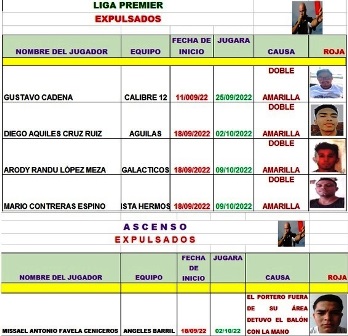 LIGA PREMIER
EXPULSADOS
NOMBRE DEL JUGADOR EQUIPO FECHA DE INICIO JUGARA CAUSA ROJA
GUSTAVO CADENA CALIBRE 12 11/009/22 25/09/2022 DOBLE AMARILLA
DIEGO AQUILES CRUZ RUIZ AGUILAS 18/09/2022 02/10/2022 DOBLE AMARILLA
ARODY RANDU LÓPEZ MEZA GALACTICOS 18/09/2022 09/10/2022 DOBLE AMARILLA
MARIO CONTRERAS ESPINO ISTA HERMOS 18/09/2022 09/10/2022 DOBLE AMARILLA
ASCENSO
EXPULSADOS
NOMBRE DEL JUGADOR EQUIPO FECHA DE INICIO JUGARA CAUSA ROJA
MISSAEL ANTONIO FAVELA CENICEROS ANGELES BARRIL 18/09/22 02/10/22 EL PORTERO FUERA DE SU ÁREA DETUVO EL BALÓN CON LA MANO